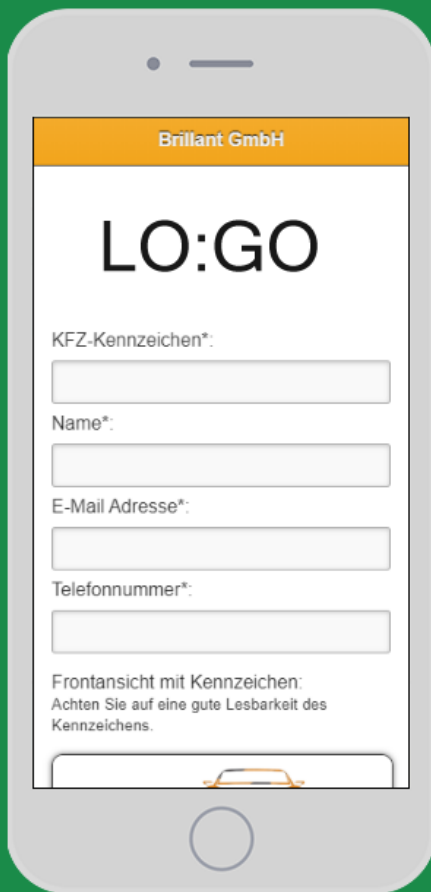 Brillant GmbH
LO:GO
KFZ-Kennzeichen*:
Name*:
E-Mail Adresse*:
Telefonnummer*:
Frontansicht mit Kennzeichen:
Achten Sie auf eine gute Lesbarkeit des
Kennzeichens.